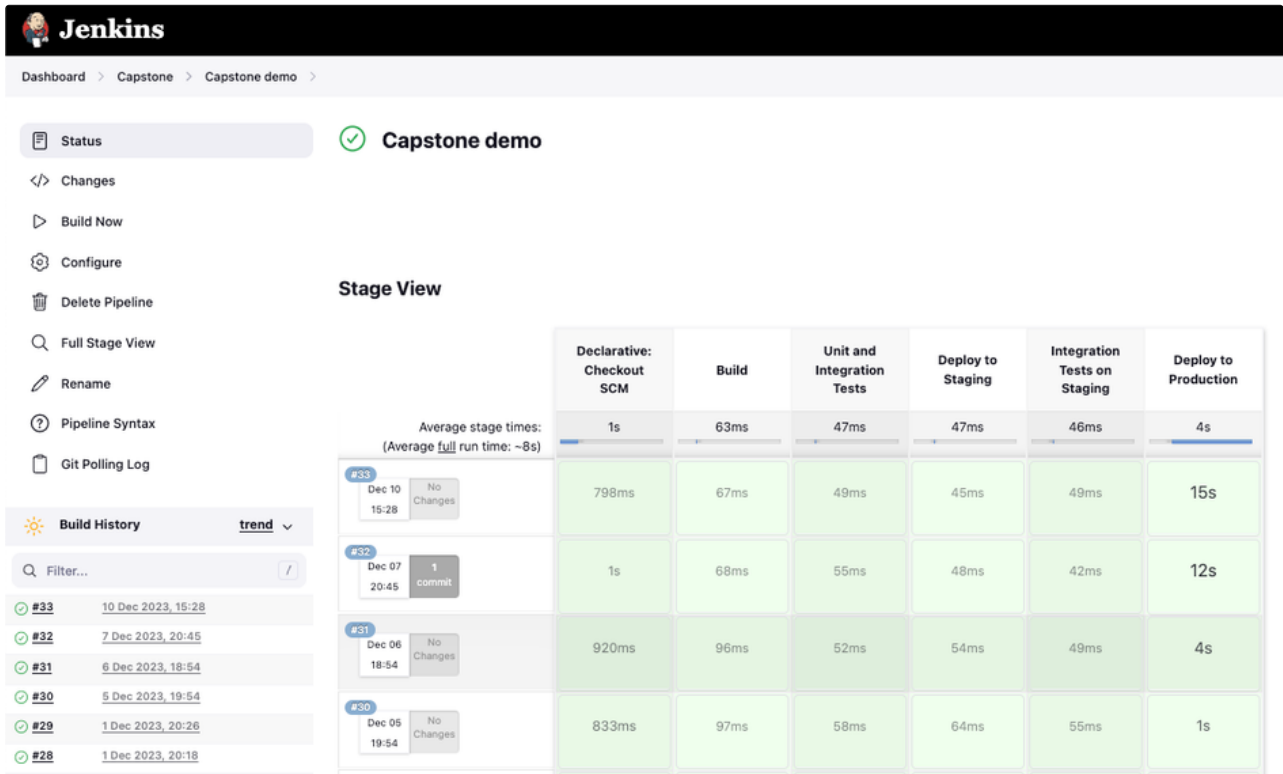 Jenkins
Dashboard > Capstone > Capstone demo >
Status
Changes
Build Now
Configure
Delete Pipeline
Full Stage View
Rename
Pipeline Syntax
Git Polling Log
Build History trend
Filter... /
#33 10 Dec 2023, 15:28
#32 7 Dec 2023, 20:45
#31 6 Dec 2023, 18:54
#30 5 Dec 2023, 19:54
#29 1 Dec 2023, 20:26
#28 1 Dec 2023, 20:18
Capstone demo
Stage View
Declarative:
Checkout
SCM
Build
Unit and
Integration
Tests
Deploy to
Staging
Integration
Tests on
Staging
Deploy to
Production
Average stage times:
(Average full run time: ~8s)
1s 63ms 47ms 47ms 46ms 4s
#33
Dec 10
15:28
No
Changes
798ms 67ms 49ms 45ms 49ms 15s
#32
Dec 07
20:45
1
commit
1s 68ms 55ms 48ms 42ms 12s
#31
Dec 06
18:54
No
Changes
920ms 96ms 52ms 54ms 49ms 4s
#30
Dec 05
19:54
No
Changes
833ms 97ms 58ms 64ms 55ms 1s